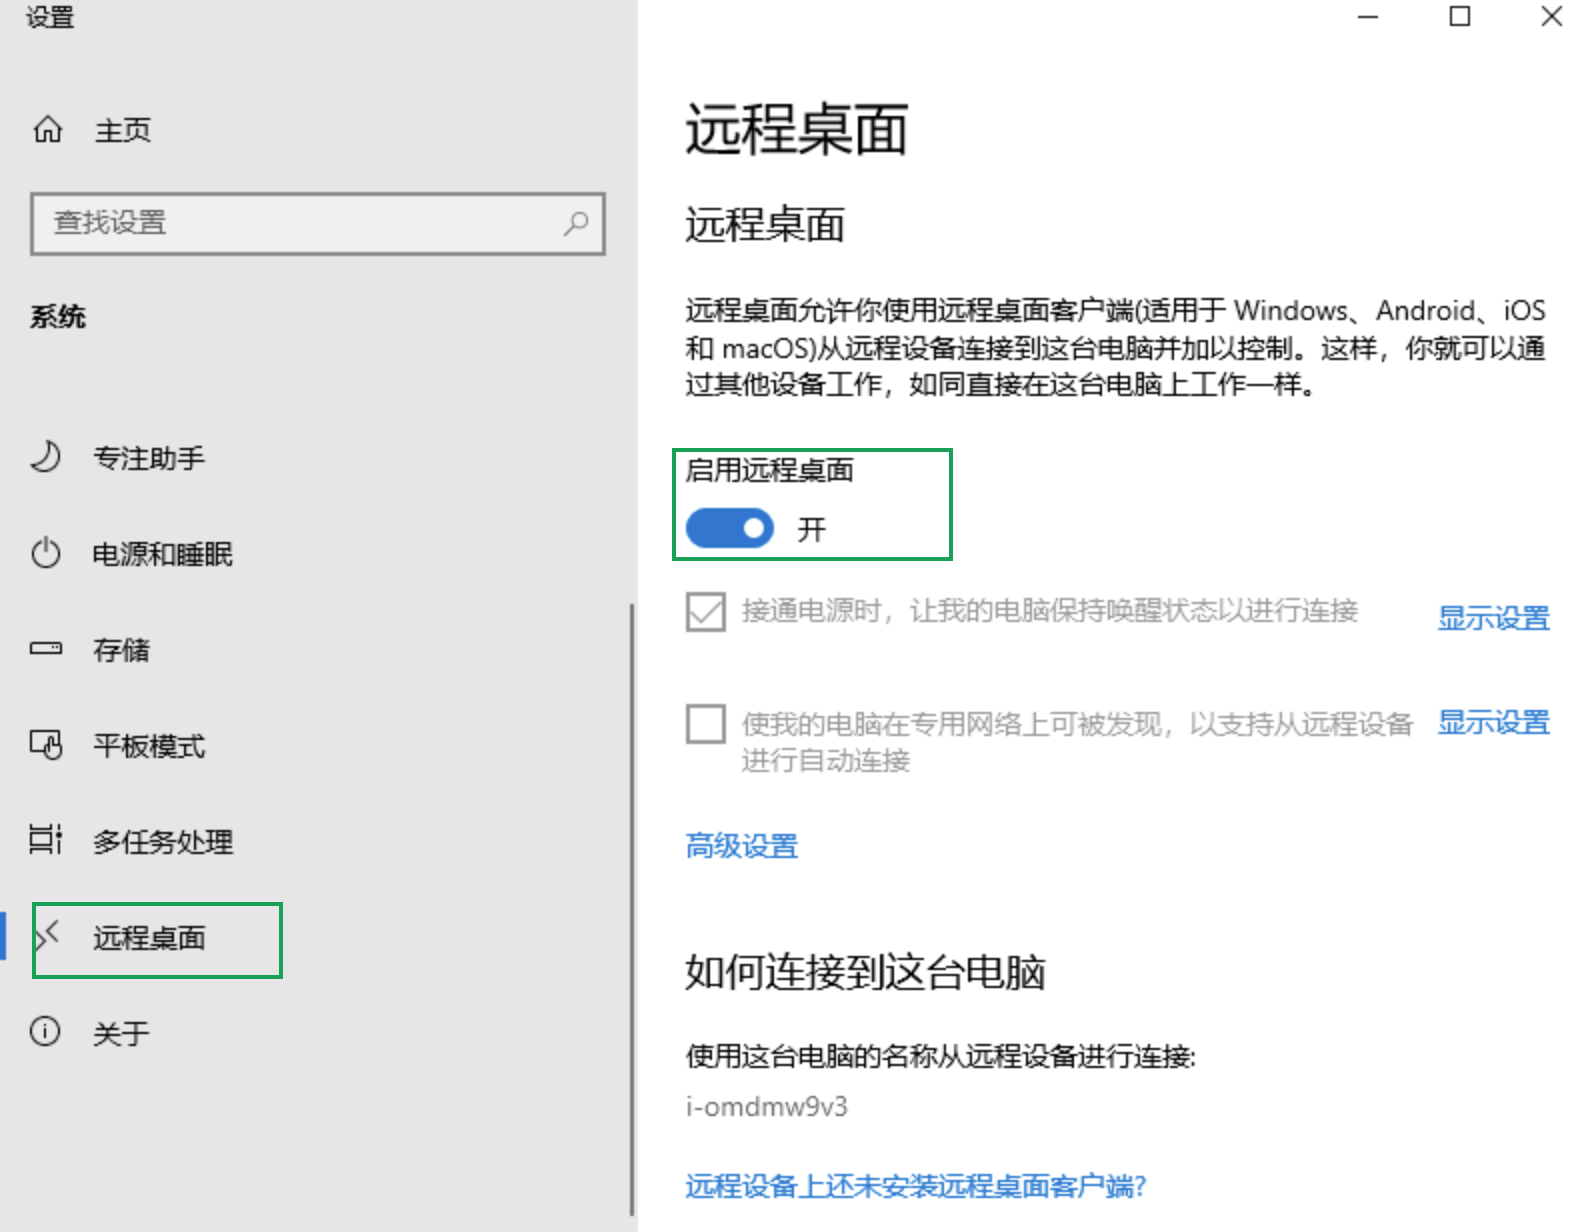 设置
主页
查找设置
系统
专注助手
电源和睡眠
存储
平板模式
多任务处理
远程桌面
关于
远程桌面
远程桌面
远程桌面允许你使用远程桌面客户端(适用于 Windows、Android、iOS
和 macOS)从远程设备连接到这台电脑并加以控制。这样，你就可以通
过其他设备工作，如同直接在这台电脑上工作一样。
启用远程桌面
开
接通电源时，让我的电脑保持唤醒状态以进行连接
显示设置
使我的电脑在专用网络上可被发现，以支持从远程设备
进行自动连接
显示设置
高级设置
如何连接到这台电脑
使用这台电脑的名称从远程设备进行连接:
i-omdmw9v3
远程设备上还未安装远程桌面客户端?